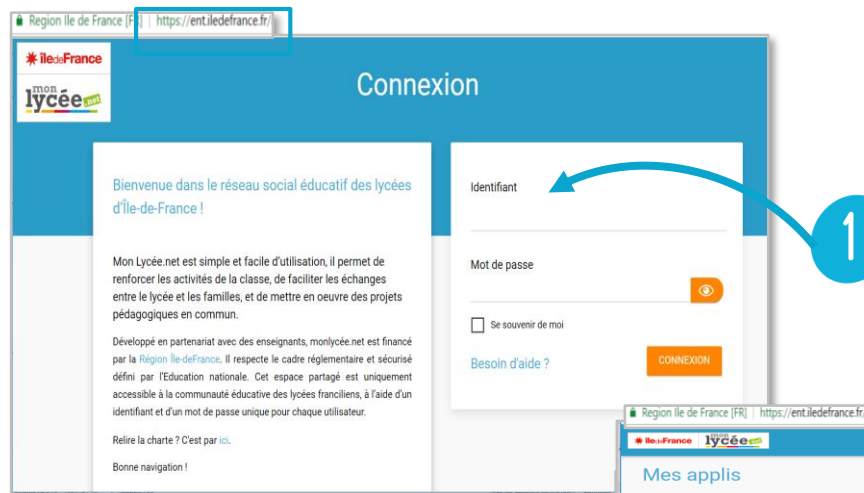 Region Ile de France [FR] https://ent.iledefrance.fr/
îledeFrance
mon
lycée.net
Connexion
Bienvenue dans le réseau social éducatif des lycées
d'Île-de-France !
Mon Lycée.net est simple et facile d'utilisation, il permet de
renforcer les activités de la classe, de faciliter les échanges
entre le lycée et les familles, et de mettre en oeuvre des projets
pédagogiques en commun.
Développé en partenariat avec des enseignants, monlycée.net est financé
par la Région Île-deFrance. Il respecte le cadre réglementaire et sécurisé
défini par l'Education nationale. Cet espace partagé est uniquement
accessible à la communauté éducative des lycées franciliens, à l'aide d'un
identifiant et d'un mot de passe unique pour chaque utilisateur.
Relire la charte ? C'est par ici.
Bonne navigation !
Identifiant
Mot de passe
Se souvenir de moi
Besoin d'aide ?
CONNEXION
1
Region Ile de France [FR] https://ent.iledefrance.fr/
îledeFrance
mon
lycée.net
Mes applis